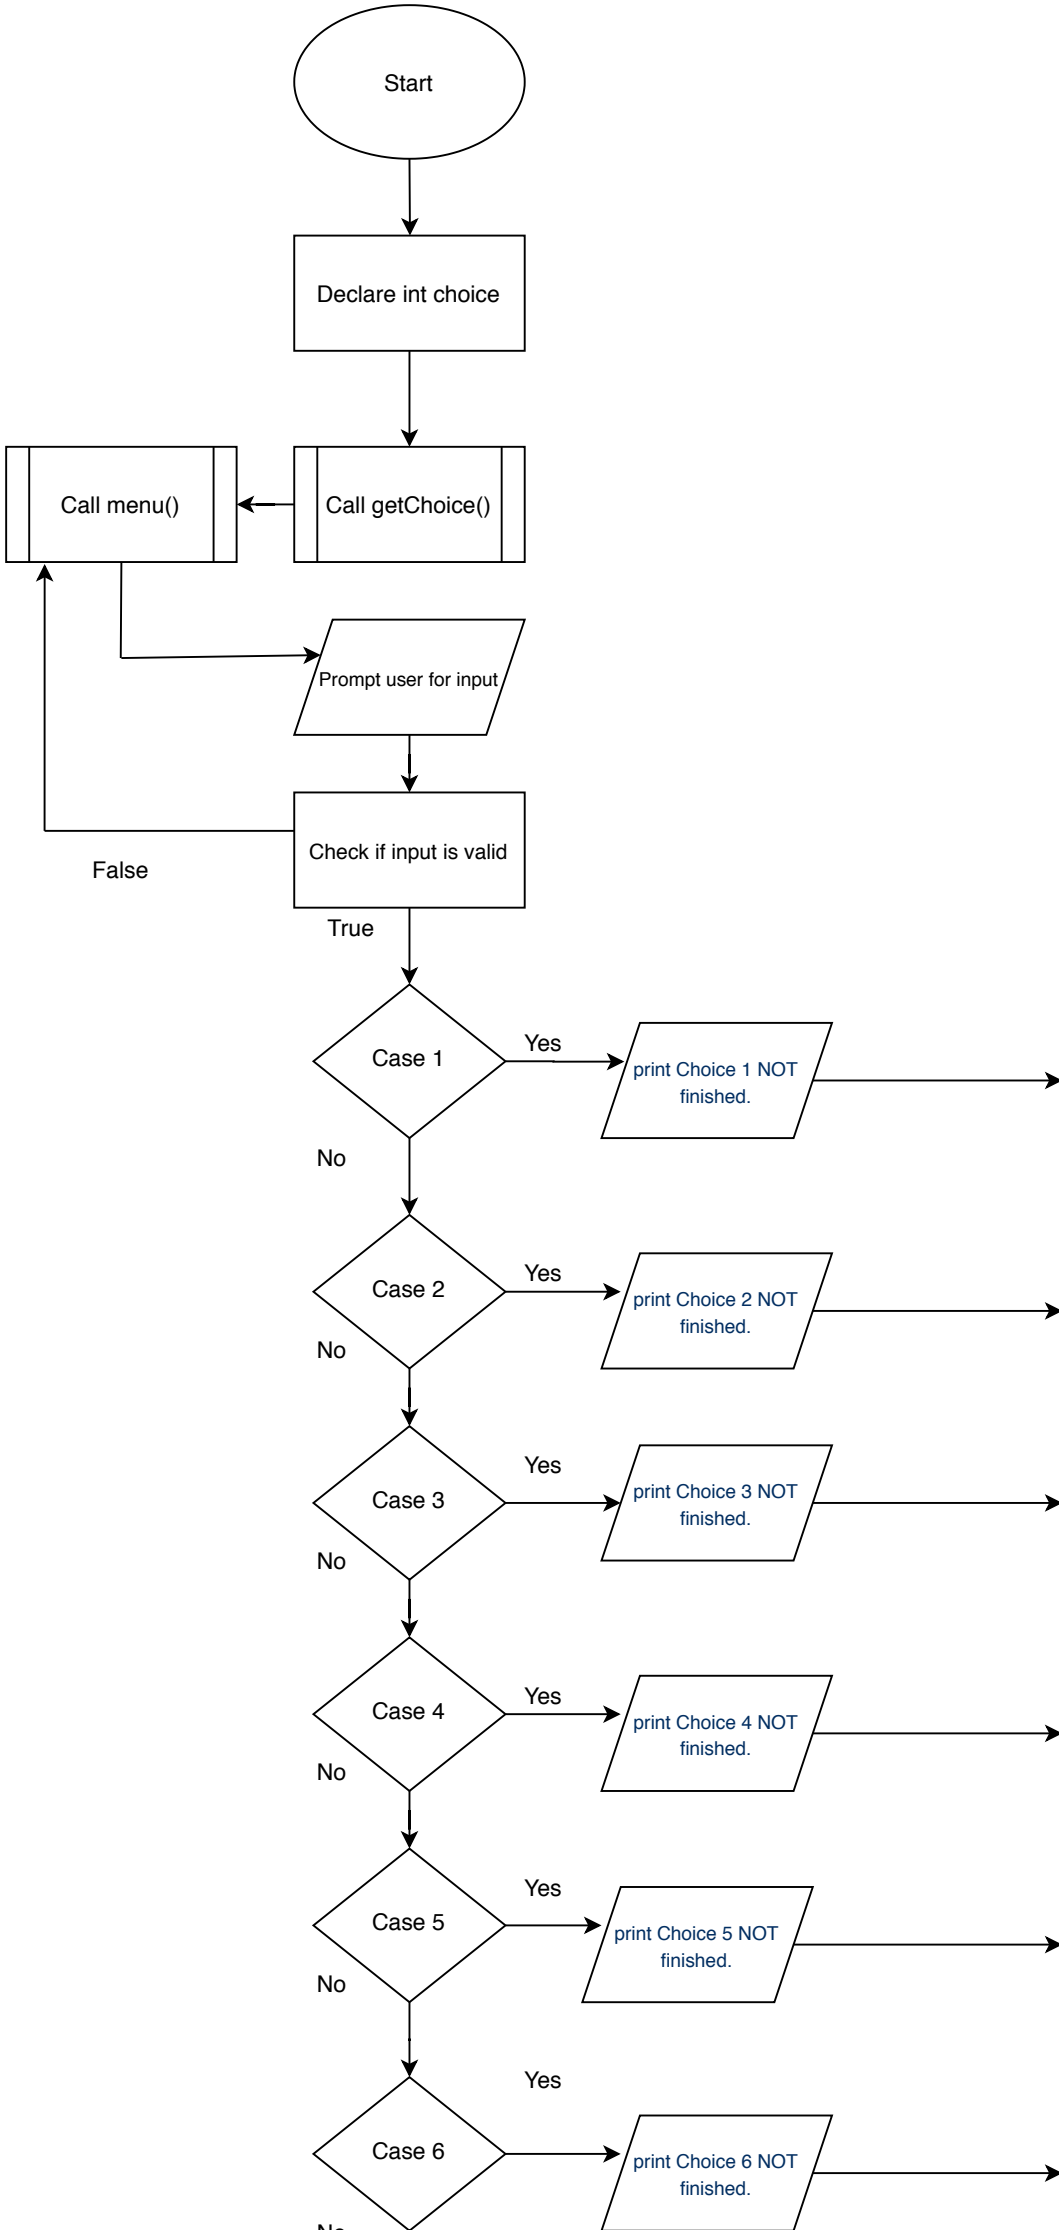 Start
Declare int choice
Call menu()
Call getChoice()
Prompt user for input
Check if input is valid
False
True
Case 1
Yes
print Choice 1 NOT
finished.
No
Case 2
Yes
print Choice 2 NOT
finished.
No
Yes
Case 3
print Choice 3 NOT
finished.
No
Case 4
Yes
print Choice 4 NOT
finished.
No
Yes
Case 5
print Choice 5 NOT
finished.
No
Yes
Case 6
print Choice 6 NOT
finished.
No